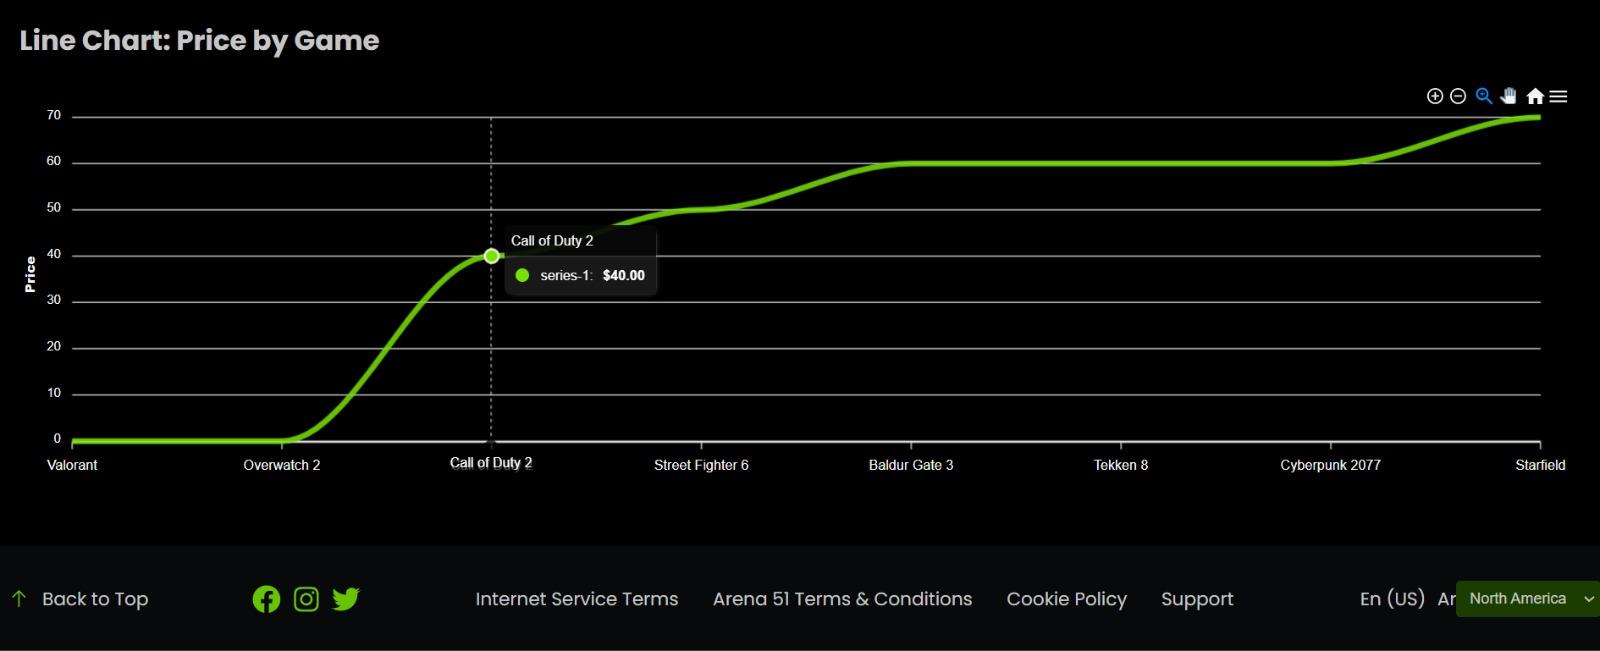 Line Chart: Price by Game
70
60
50
40
30
20
10
0
Price
Call of Duty 2
series-1: $40.00
Valorant
Overwatch 2
Call of Duty 2
Street Fighter 6
Baldur Gate 3
Tekken 8
Cyberpunk 2077
Starfield
Back to Top
Internet Service Terms
Arena 51 Terms & Conditions
Cookie Policy
Support
En (US)
Ar
North America